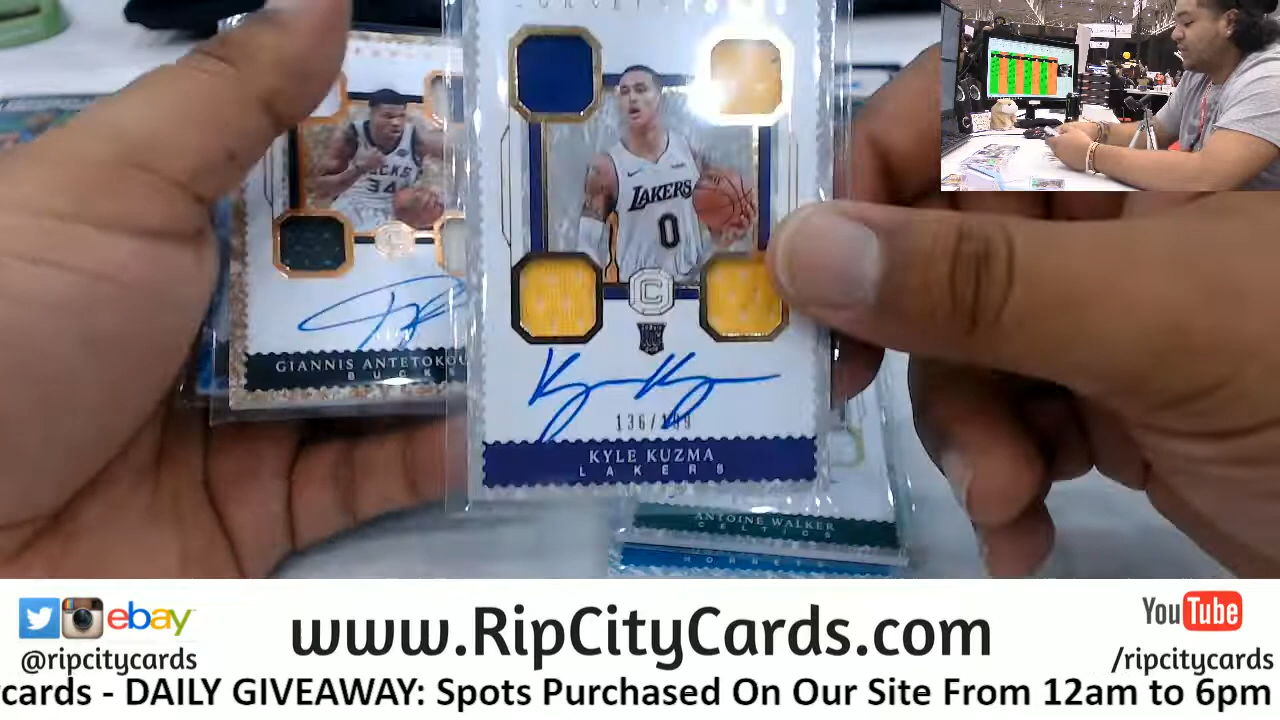 BUCKS
34
GIANNIS ANTETOKOU
BUCKS
LAKERS
0
C
136/199
KYLE KUZMA
LAKERS
ANTOINE WALKER
CELTICS
HORNETS
ebay
@ripcitycards
www.RipCityCards.com
YouTube
/ripcitycards
cards - DAILY GIVEAWAY: Spots Purchased On Our Site From 12am to 6pm